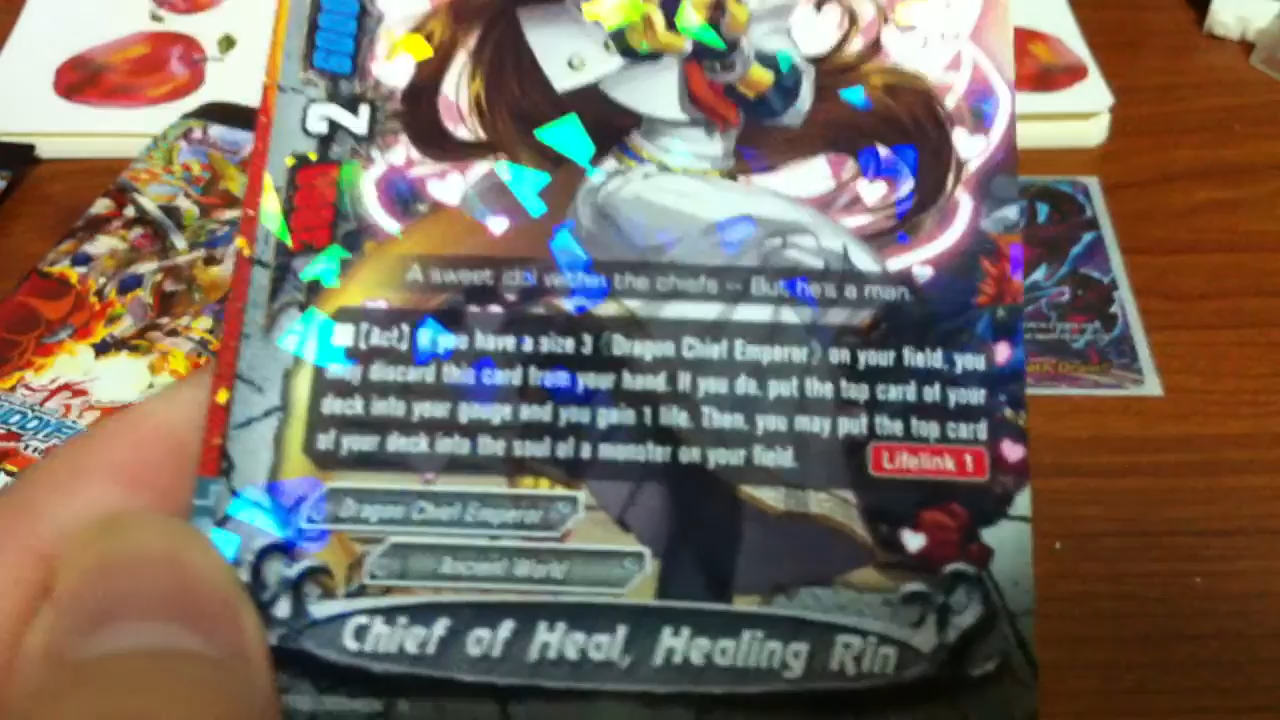 2
A sweet idol within the chiefs -- But he's a man.
[Act] If you have a size 3 《Dragon Chief Emperor》 on your field, you
may discard this card from your hand. If you do, put the top card of your
deck into your gauge and you gain 1 life. Then, you may put the top card
of your deck into the soul of a monster on your field.
Lifelink 1
Dragon Chief Emperor
Ancient World
Chief of Heal, Healing Rin